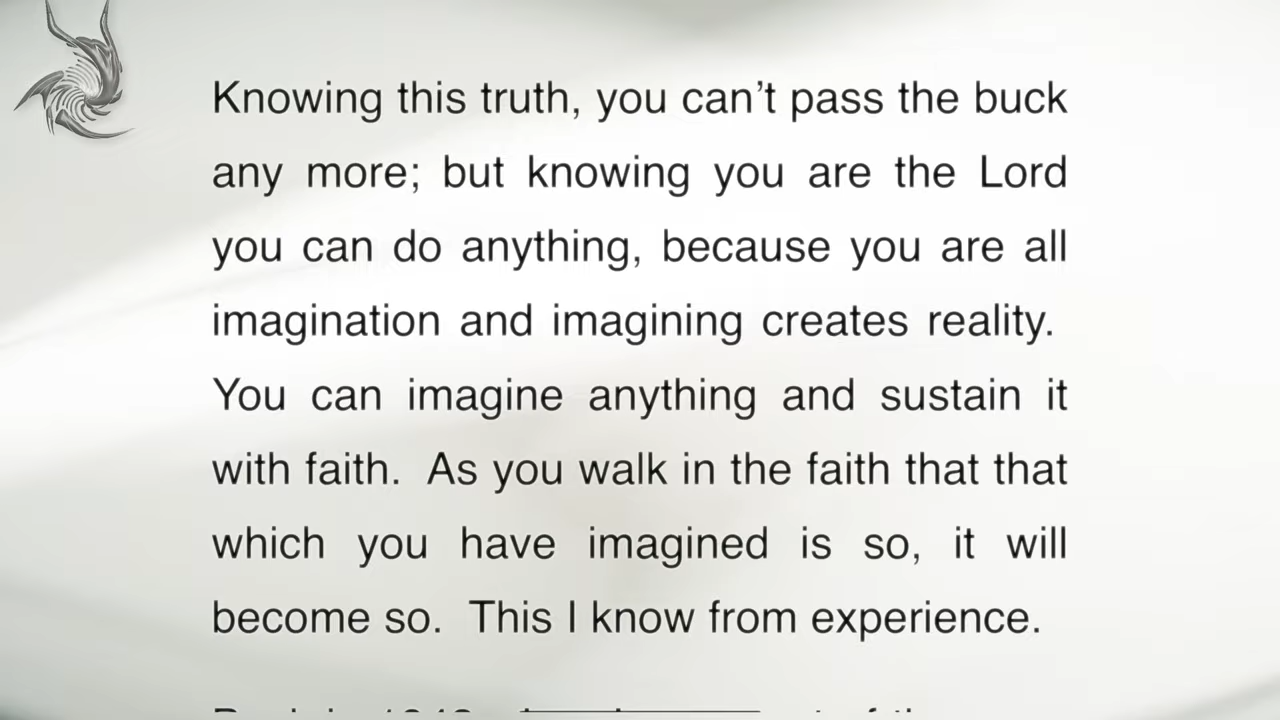 Knowing this truth, you can’t pass the buck
any more; but knowing you are the Lord
you can do anything, because you are all
imagination and imagining creates reality.
You can imagine anything and sustain it
with faith. As you walk in the faith that that
which you have imagined is so, it will
become so. This I know from experience.